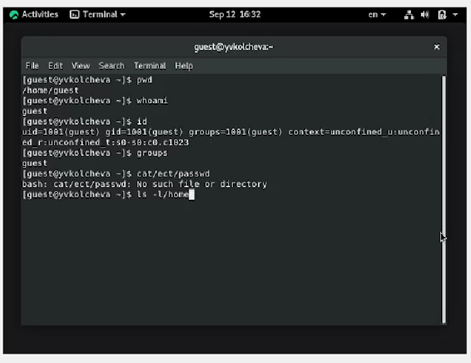 Activities Terminal Sep 12 16:32 en
guest@yvkolcheva:~
File Edit View Search Terminal Help
[guest@yvkolcheva ~]$ pwd
/home/guest
[guest@yvkolcheva ~]$ whoami
guest
[guest@yvkolcheva ~]$ id
uid=1001(guest) gid=1001(guest) groups=1001(guest) context=unconfined_u:unconfin
ed_r:unconfined_t:s0-s0:c0.c1023
[guest@yvkolcheva ~]$ groups
guest
[guest@yvkolcheva ~]$ cat/ect/passwd
bash: cat/ect/passwd: No such file or directory
[guest@yvkolcheva ~]$ ls -l/home